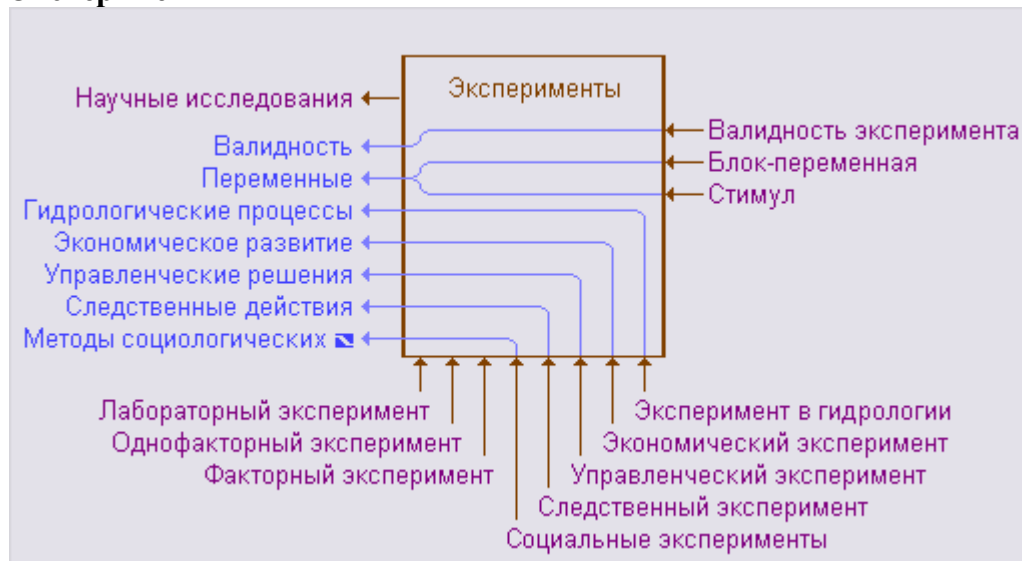 Эксперименты
Научные исследования
Валидность эксперимента
Валидность
Блок-переменная
Переменные
Стимул
Гидрологические процессы
Экономическое развитие
Управленческие решения
Следственные действия
Методы социологических
Лабораторный эксперимент
Эксперимент в гидрологии
Однофакторный эксперимент
Экономический эксперимент
Факторный эксперимент
Управленческий эксперимент
Следственный эксперимент
Социальные эксперименты